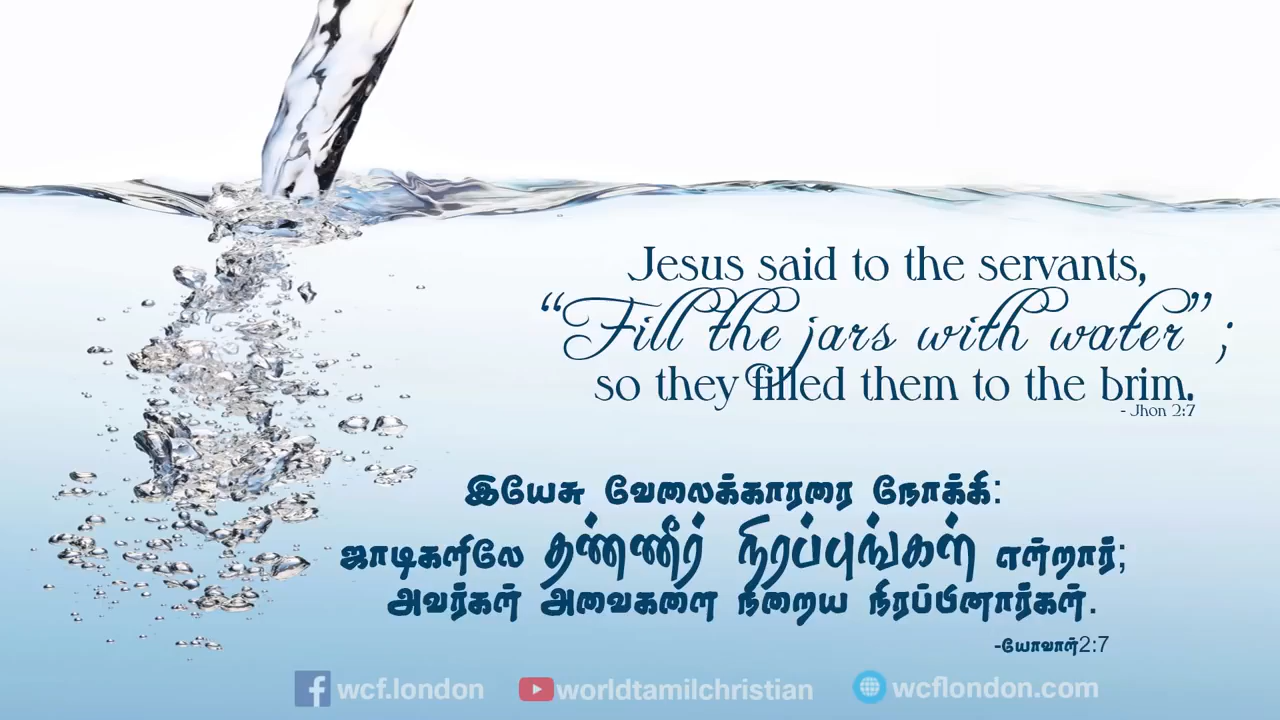 Jesus said to the servants,
“Fill the jars with water”;
so they filled them to the brim.
- Jhon 2:7
இயேசு வேலைக்காரரை நோக்கி:
ஜாடிகளிலே தண்ணீர் நிரப்புங்கள் என்றார்;
அவர்கள் அவைகளை நிறைய நிரப்பினார்கள்.
-யோவான்2:7
wcf.london worldtamilchristian wcflondon.com